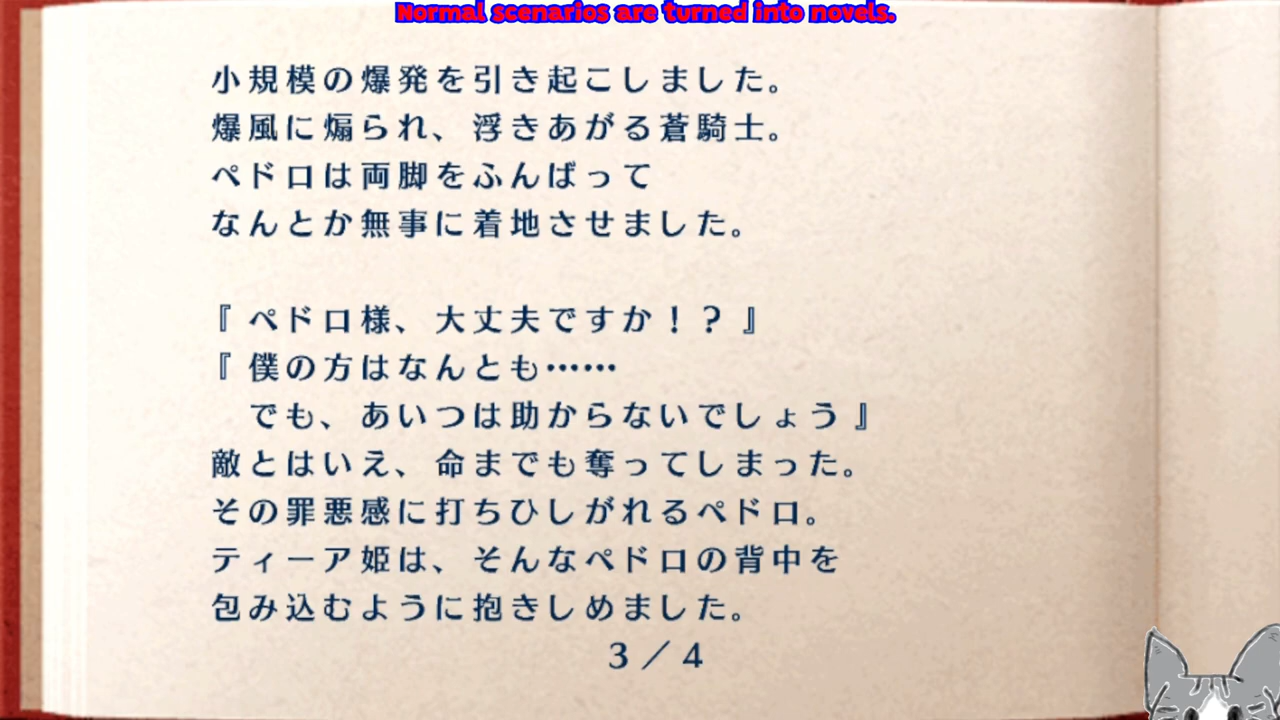 Normal scenarios are turned into novels.
小規模の爆発を引き起こしました。
爆風に煽られ、浮きあがる蒼騎士。
ペドロは両脚をふんばって
なんとか無事に着地させました。
『ペドロ様、大丈夫ですか！？』
『僕の方はなんとも……
でも、あいつは助からないでしょう』
敵とはいえ、命までも奪ってしまった。
その罪悪感に打ちひしがれるペドロ。
ティーア姫は、そんなペドロの背中を
包み込むように抱きしめました。
3／4